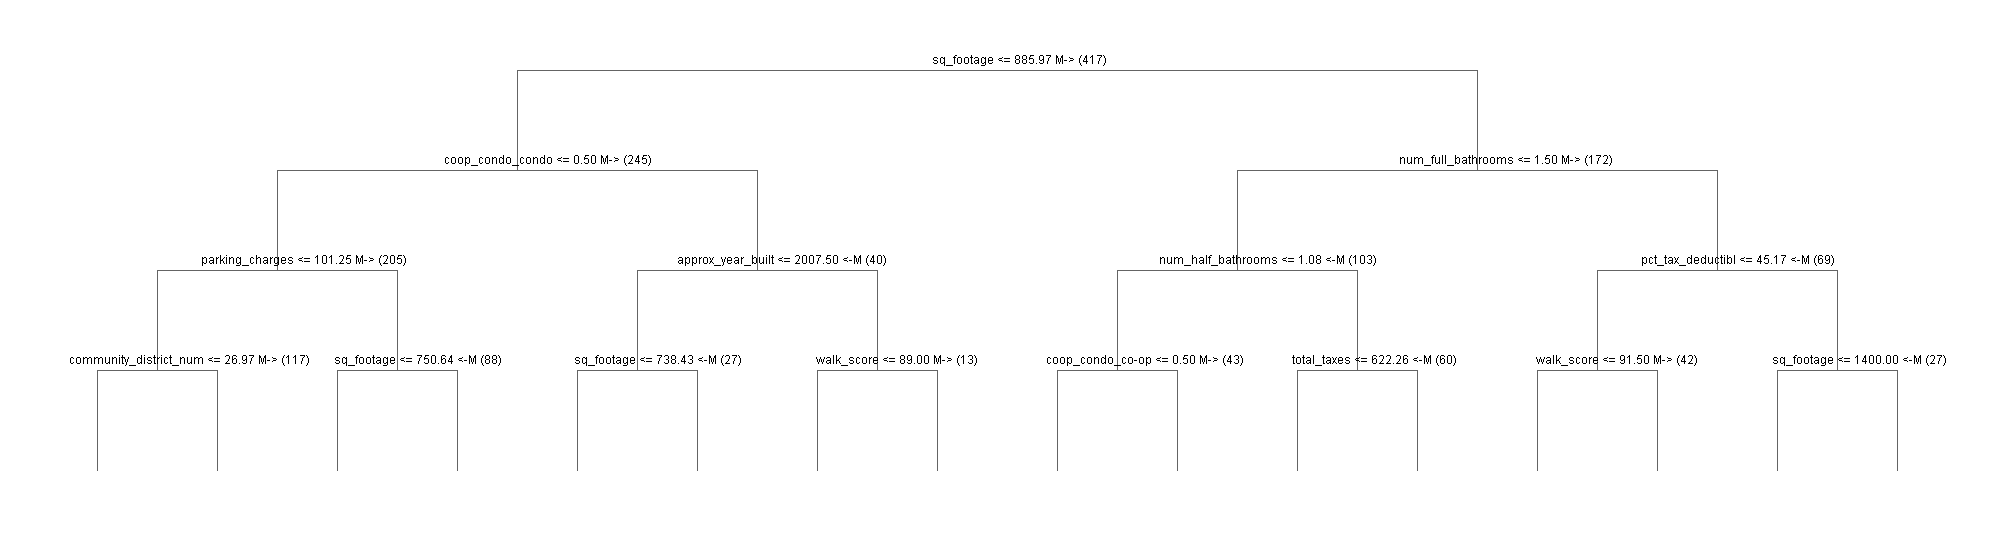 sq_footage <= 885.97 M-> (417)
coop_condo_condo <= 0.50 M-> (245)
num_full_bathrooms <= 1.50 M-> (172)
parking_charges <= 101.25 M-> (205)
approx_year_built <= 2007.50 <-M (40)
num_half_bathrooms <= 1.08 <-M (103)
pct_tax_deductibl <= 45.17 <-M (69)
community_district_num <= 26.97 M-> (117)
sq_footage <= 750.64 <-M (88)
sq_footage <= 738.43 <-M (27)
walk_score <= 89.00 M-> (13)
coop_condo_co-op <= 0.50 M-> (43)
total_taxes <= 622.26 <-M (60)
walk_score <= 91.50 M-> (42)
sq_footage <= 1400.00 <-M (27)